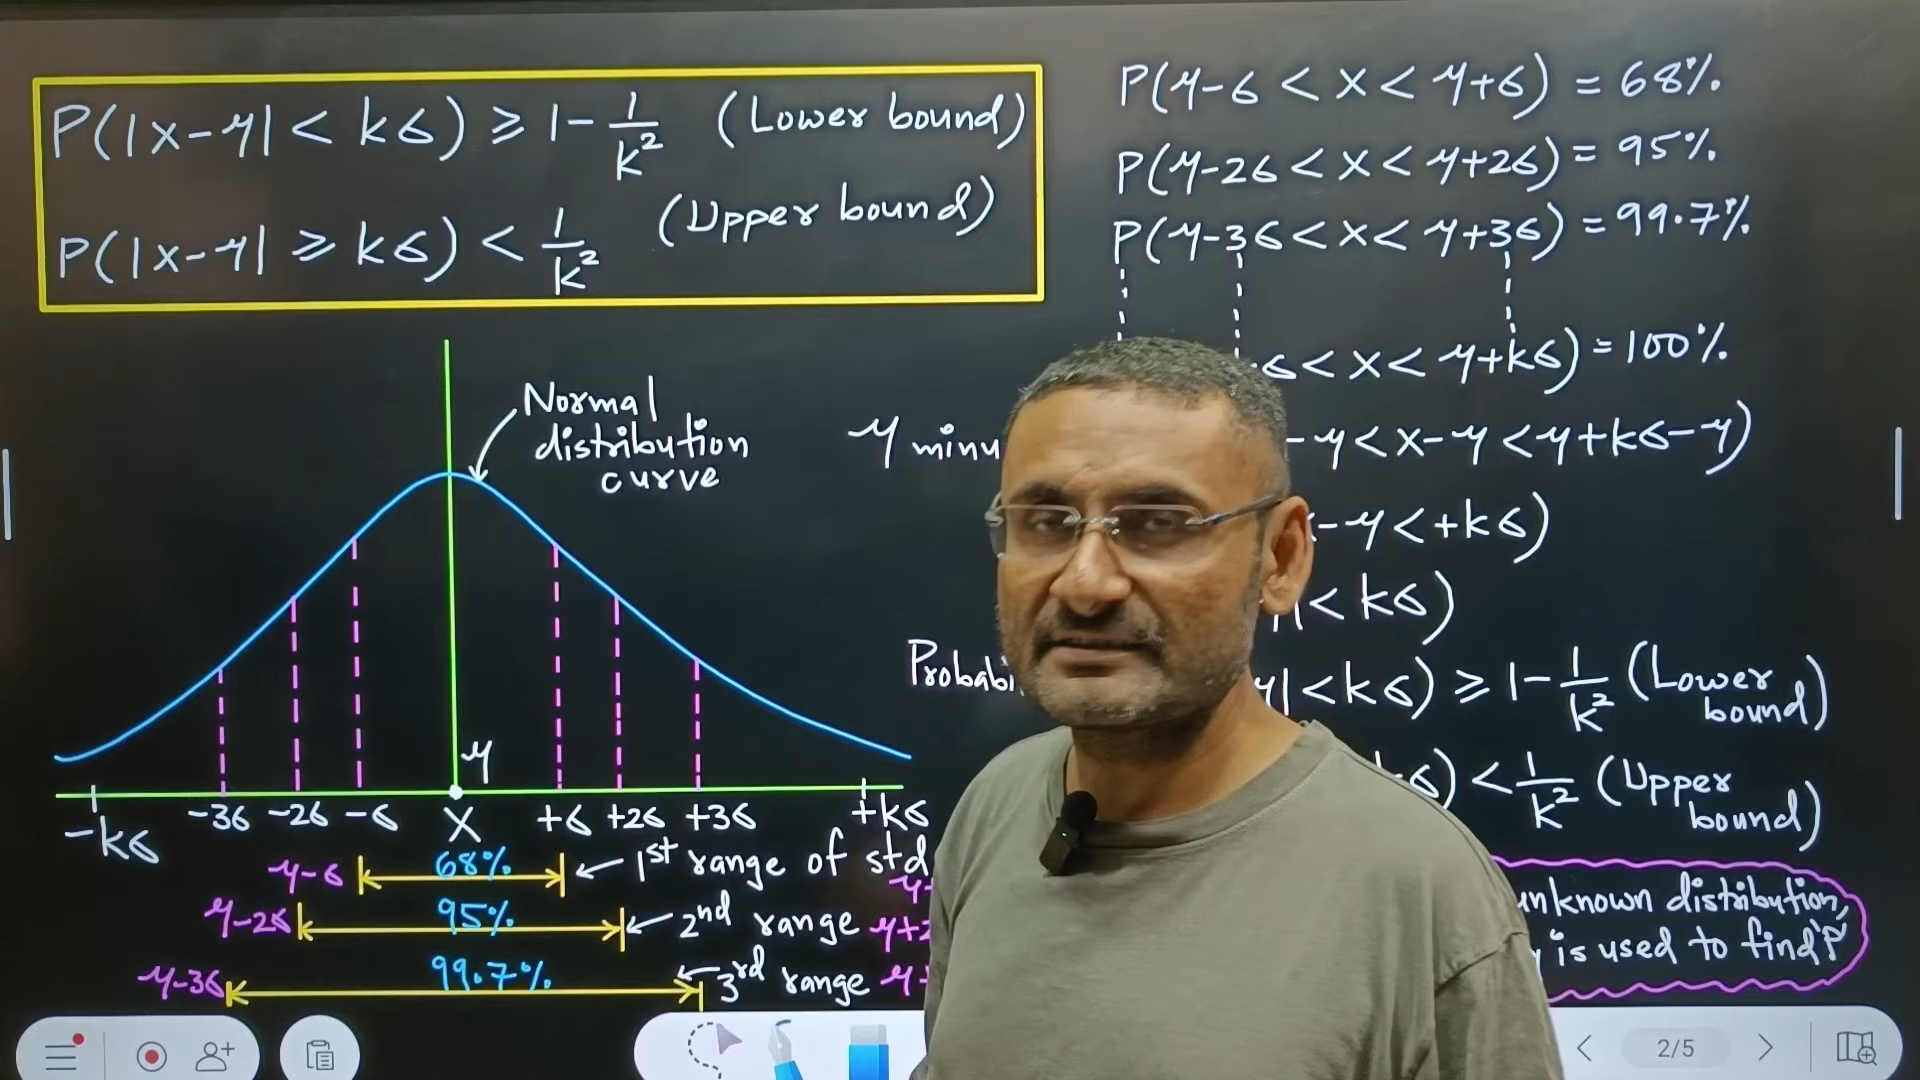 P(|x-μ| < kσ) ≥ 1 - 1/k² (Lower bound)
P(|x-μ| ≥ kσ) < 1/k² (Upper bound)
Normal
distribution
curve
μ
-kσ -3σ -2σ -σ X +σ +2σ +3σ +kσ
μ-σ 68% 1st range of std
μ-2σ 95% 2nd range
μ-3σ 99.7% 3rd range
P(μ-σ < x < μ+σ) = 68%
P(μ-2σ < x < μ+2σ) = 95%
P(μ-3σ < x < μ+3σ) = 99.7%
σ < x < μ+kσ) = 100%
μ -μ < x-μ < μ+kσ-μ)
-μ < +kσ)
< kσ)
μ| < kσ) ≥ 1 - 1/k² (Lower
bound)
σ) < 1/k² (Upper
bound)
unknown distribution,
is used to find 'P'
2/5